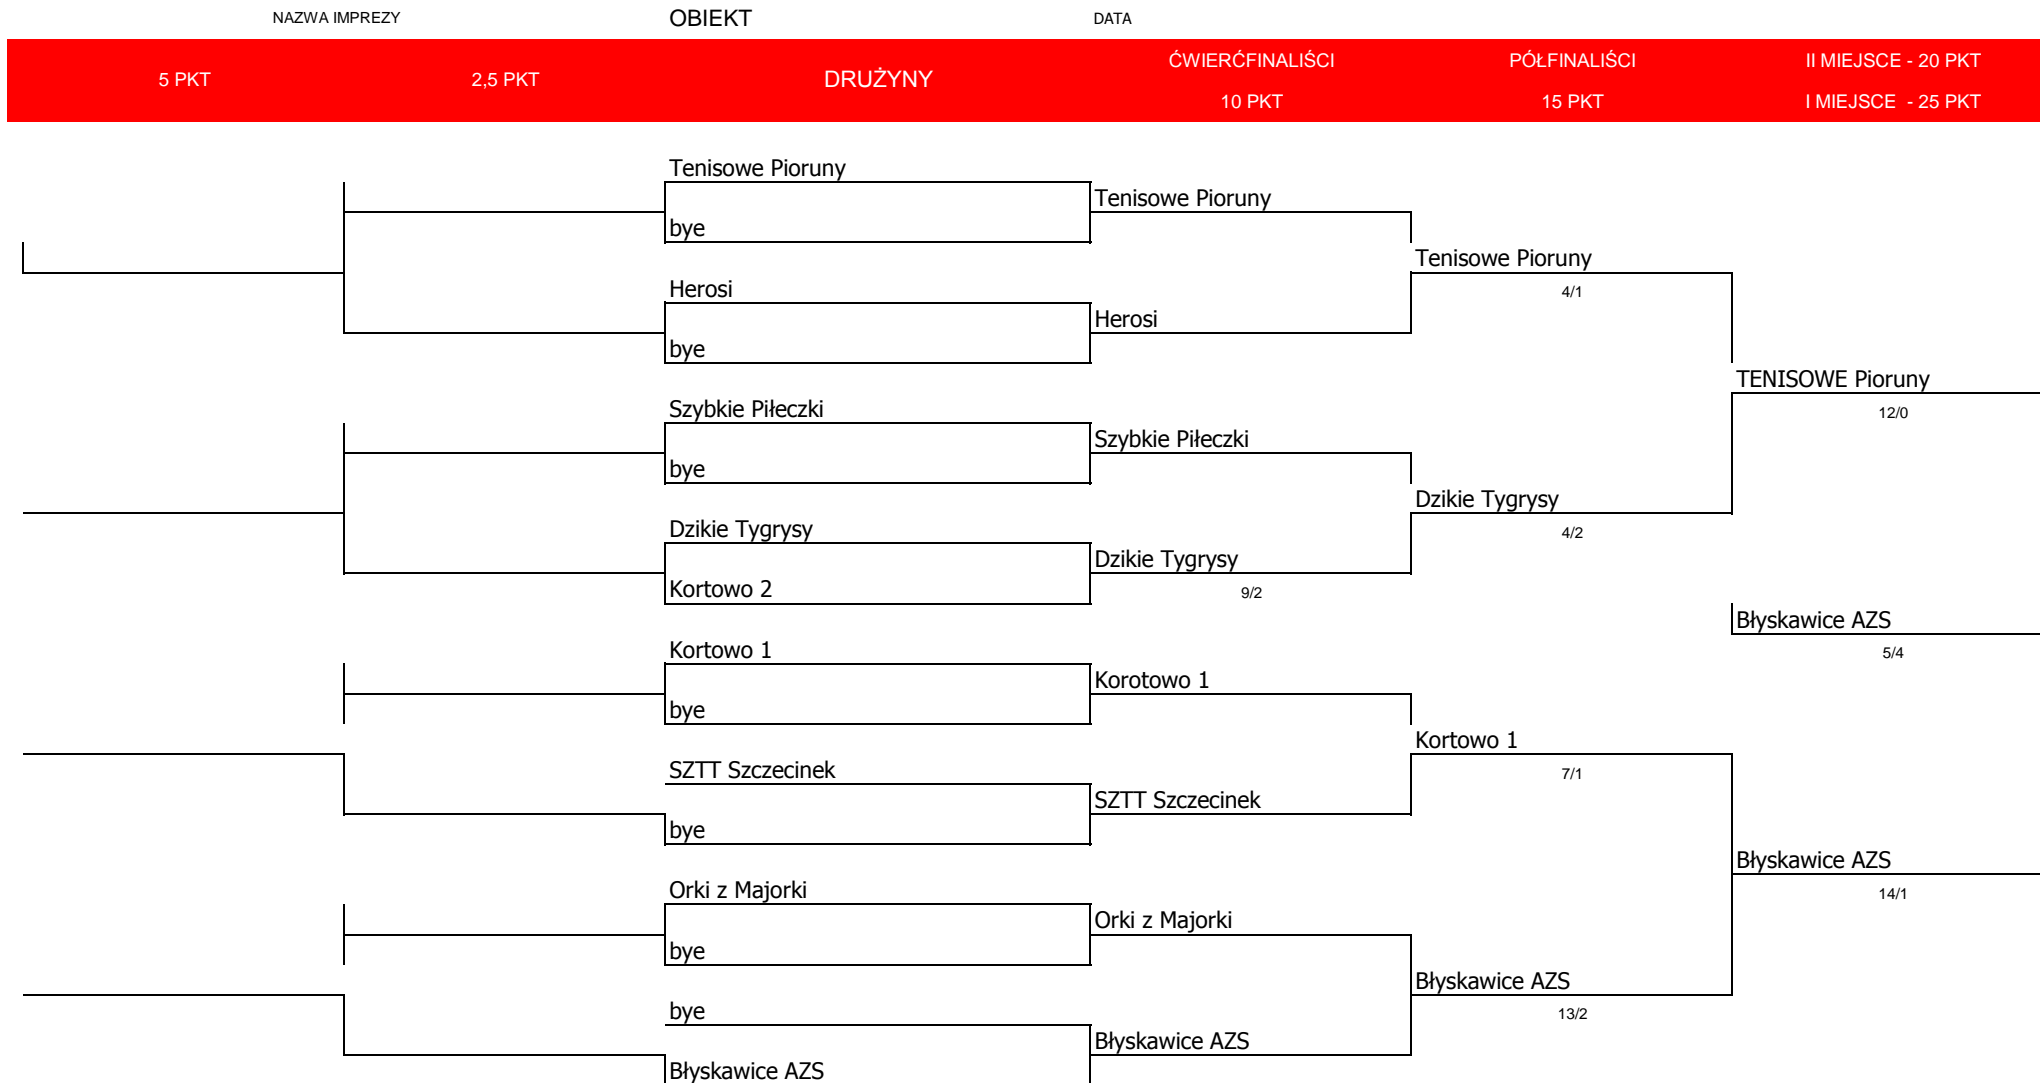 NAZWA IMPREZY OBIEKT DATA
5 PKT 2,5 PKT DRUŻYNY ĆWIERĆFINALIŚCI PÓŁFINALIŚCI II MIEJSCE - 20 PKT
10 PKT 15 PKT I MIEJSCE - 25 PKT
Tenisowe Pioruny
Tenisowe Pioruny
bye
Tenisowe Pioruny
Herosi
4/1
Herosi
bye
TENISOWE Pioruny
Szybkie Piłeczki
12/0
Szybkie Piłeczki
bye
Dzikie Tygrysy
Dzikie Tygrysy
4/2
Dzikie Tygrysy
Kortowo 2
9/2
Błyskawice AZS
Kortowo 1
5/4
Korotowo 1
bye
Kortowo 1
SZTT Szczecinek
7/1
SZTT Szczecinek
bye
Błyskawice AZS
Orki z Majorki
14/1
Orki z Majorki
bye
Błyskawice AZS
bye
13/2
Błyskawice AZS
Błyskawice AZS